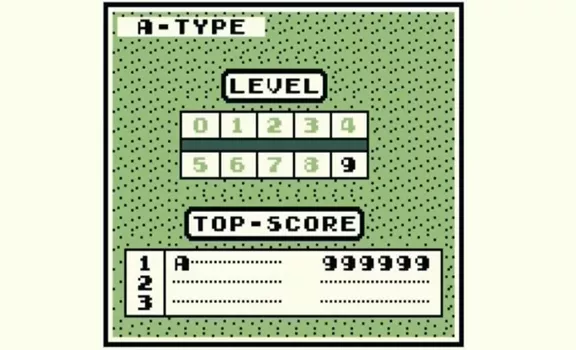 A-TYPE
LEVEL
0 1 2 3 4
5 6 7 8 9
TOP-SCORE
1 A 999999
2
3